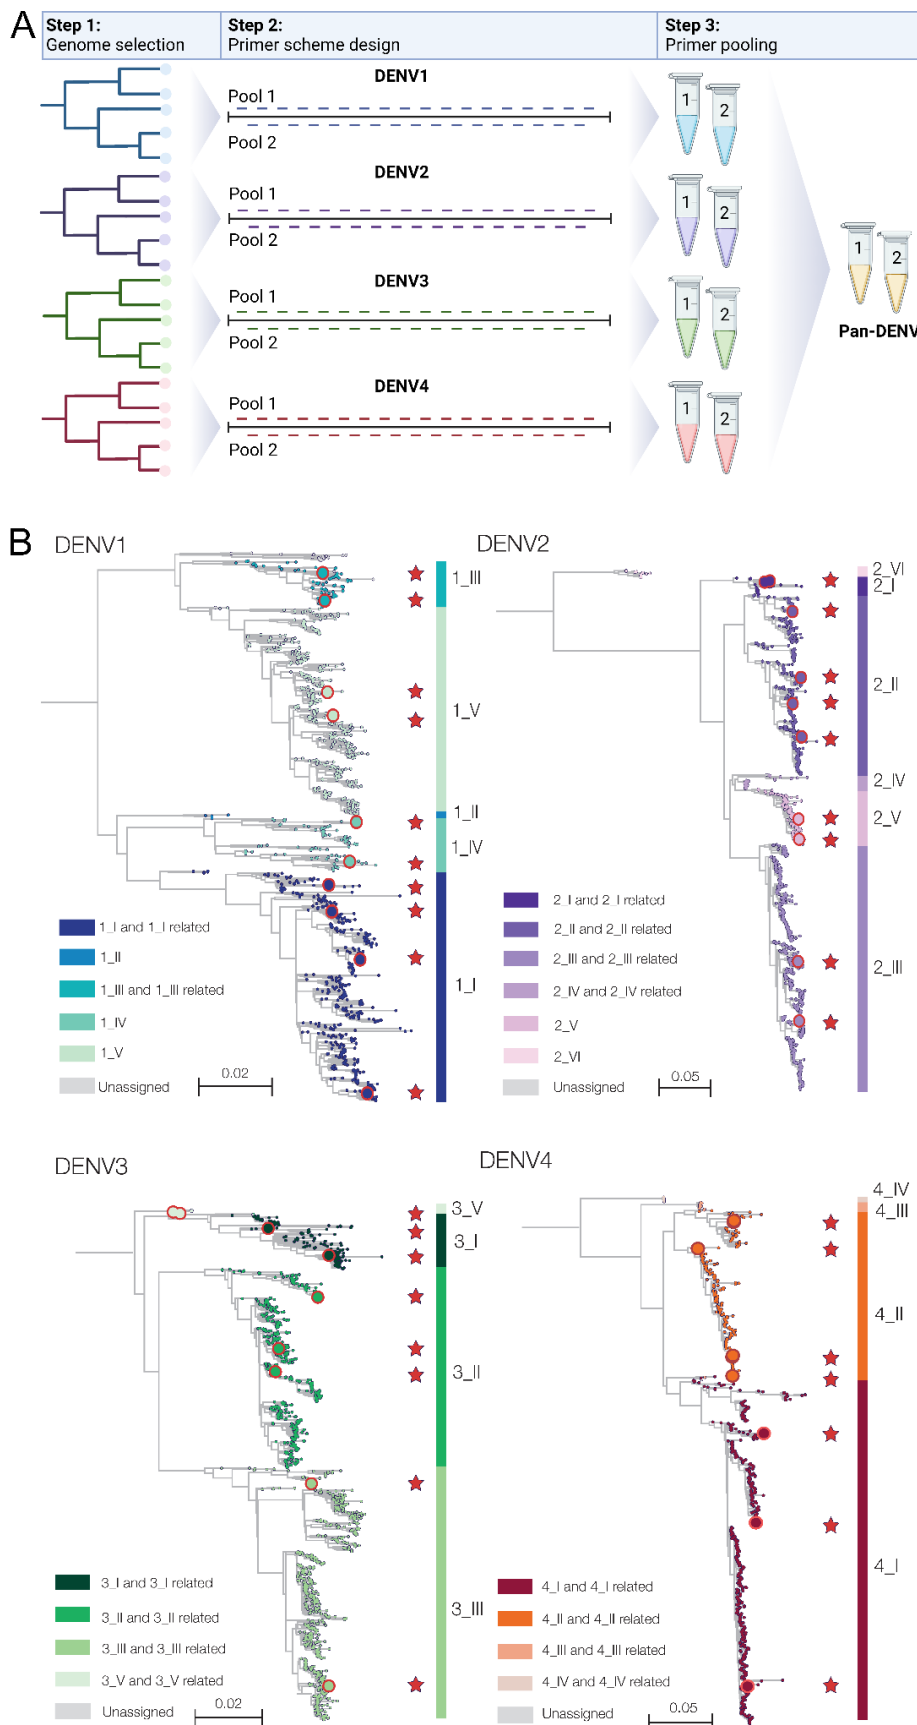 A
Step 1:
Genome selection
Step 2:
Primer scheme design
Step 3:
Primer pooling
DENV1
Pool 1
Pool 2
1
2
DENV2
Pool 1
Pool 2
1
2
DENV3
Pool 1
Pool 2
1
2
DENV4
Pool 1
Pool 2
1
2
1
2
Pan-DENV
B
DENV1
1_III
1_V
1_II
1_IV
1_I
1_I and 1_I related
1_II
1_III and 1_III related
1_IV
1_V
Unassigned
0.02
DENV2
2_VI
2_I
2_II
2_IV
2_V
2_III
2_I and 2_I related
2_II and 2_II related
2_III and 2_III related
2_IV and 2_IV related
2_V
2_VI
Unassigned
0.05
DENV3
3_V
3_I
3_II
3_III
3_I and 3_I related
3_II and 3_II related
3_III and 3_III related
3_V and 3_V related
Unassigned
0.02
DENV4
4_IV
4_III
4_II
4_I
4_I and 4_I related
4_II and 4_II related
4_III and 4_III related
4_IV and 4_IV related
Unassigned
0.05